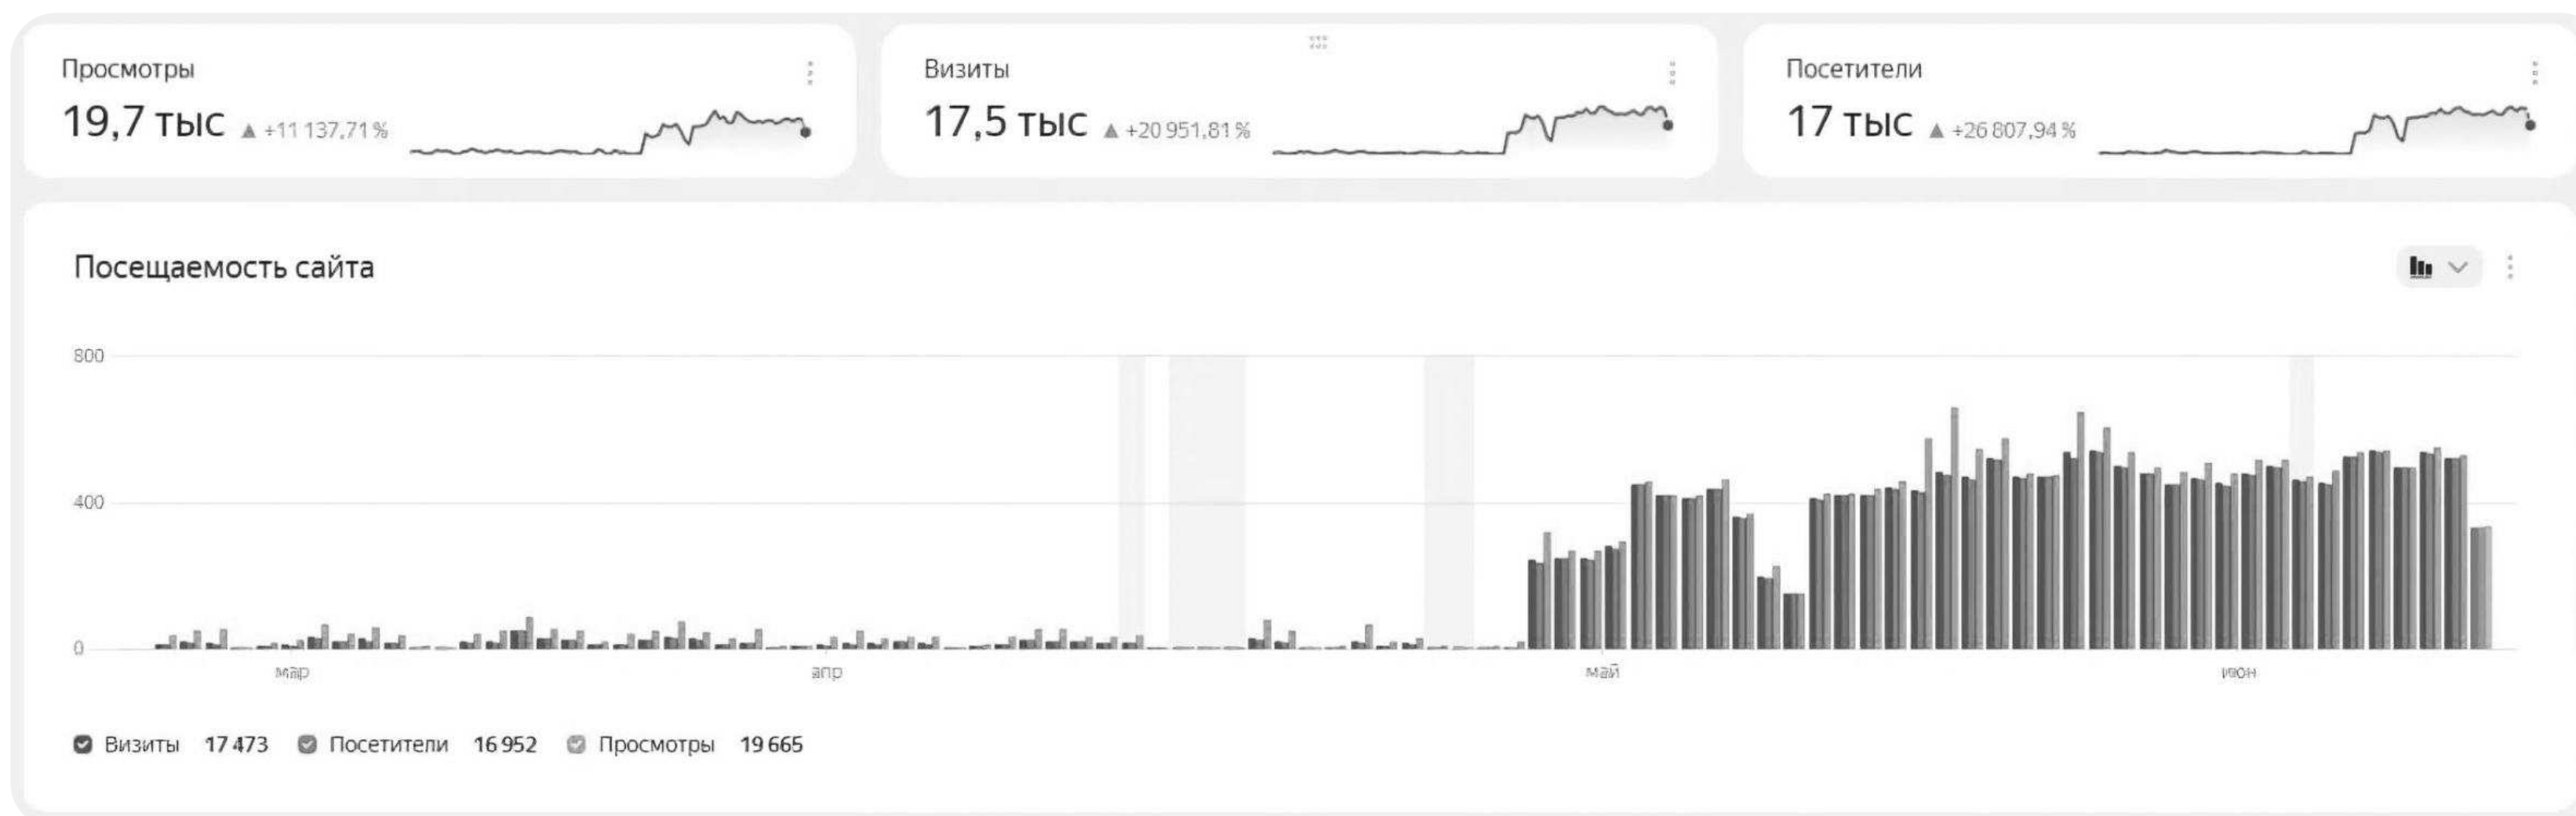 Просмотры
19,7 тыс ▲ +11 137,71 %
Визиты
17,5 тыс ▲ +20 951,81 %
Посетители
17 тыс ▲ +26 807,94 %
Посещаемость сайта
800
400
0
мар апр май июн
Визиты 17 473 Посетители 16 952 Просмотры 19 665